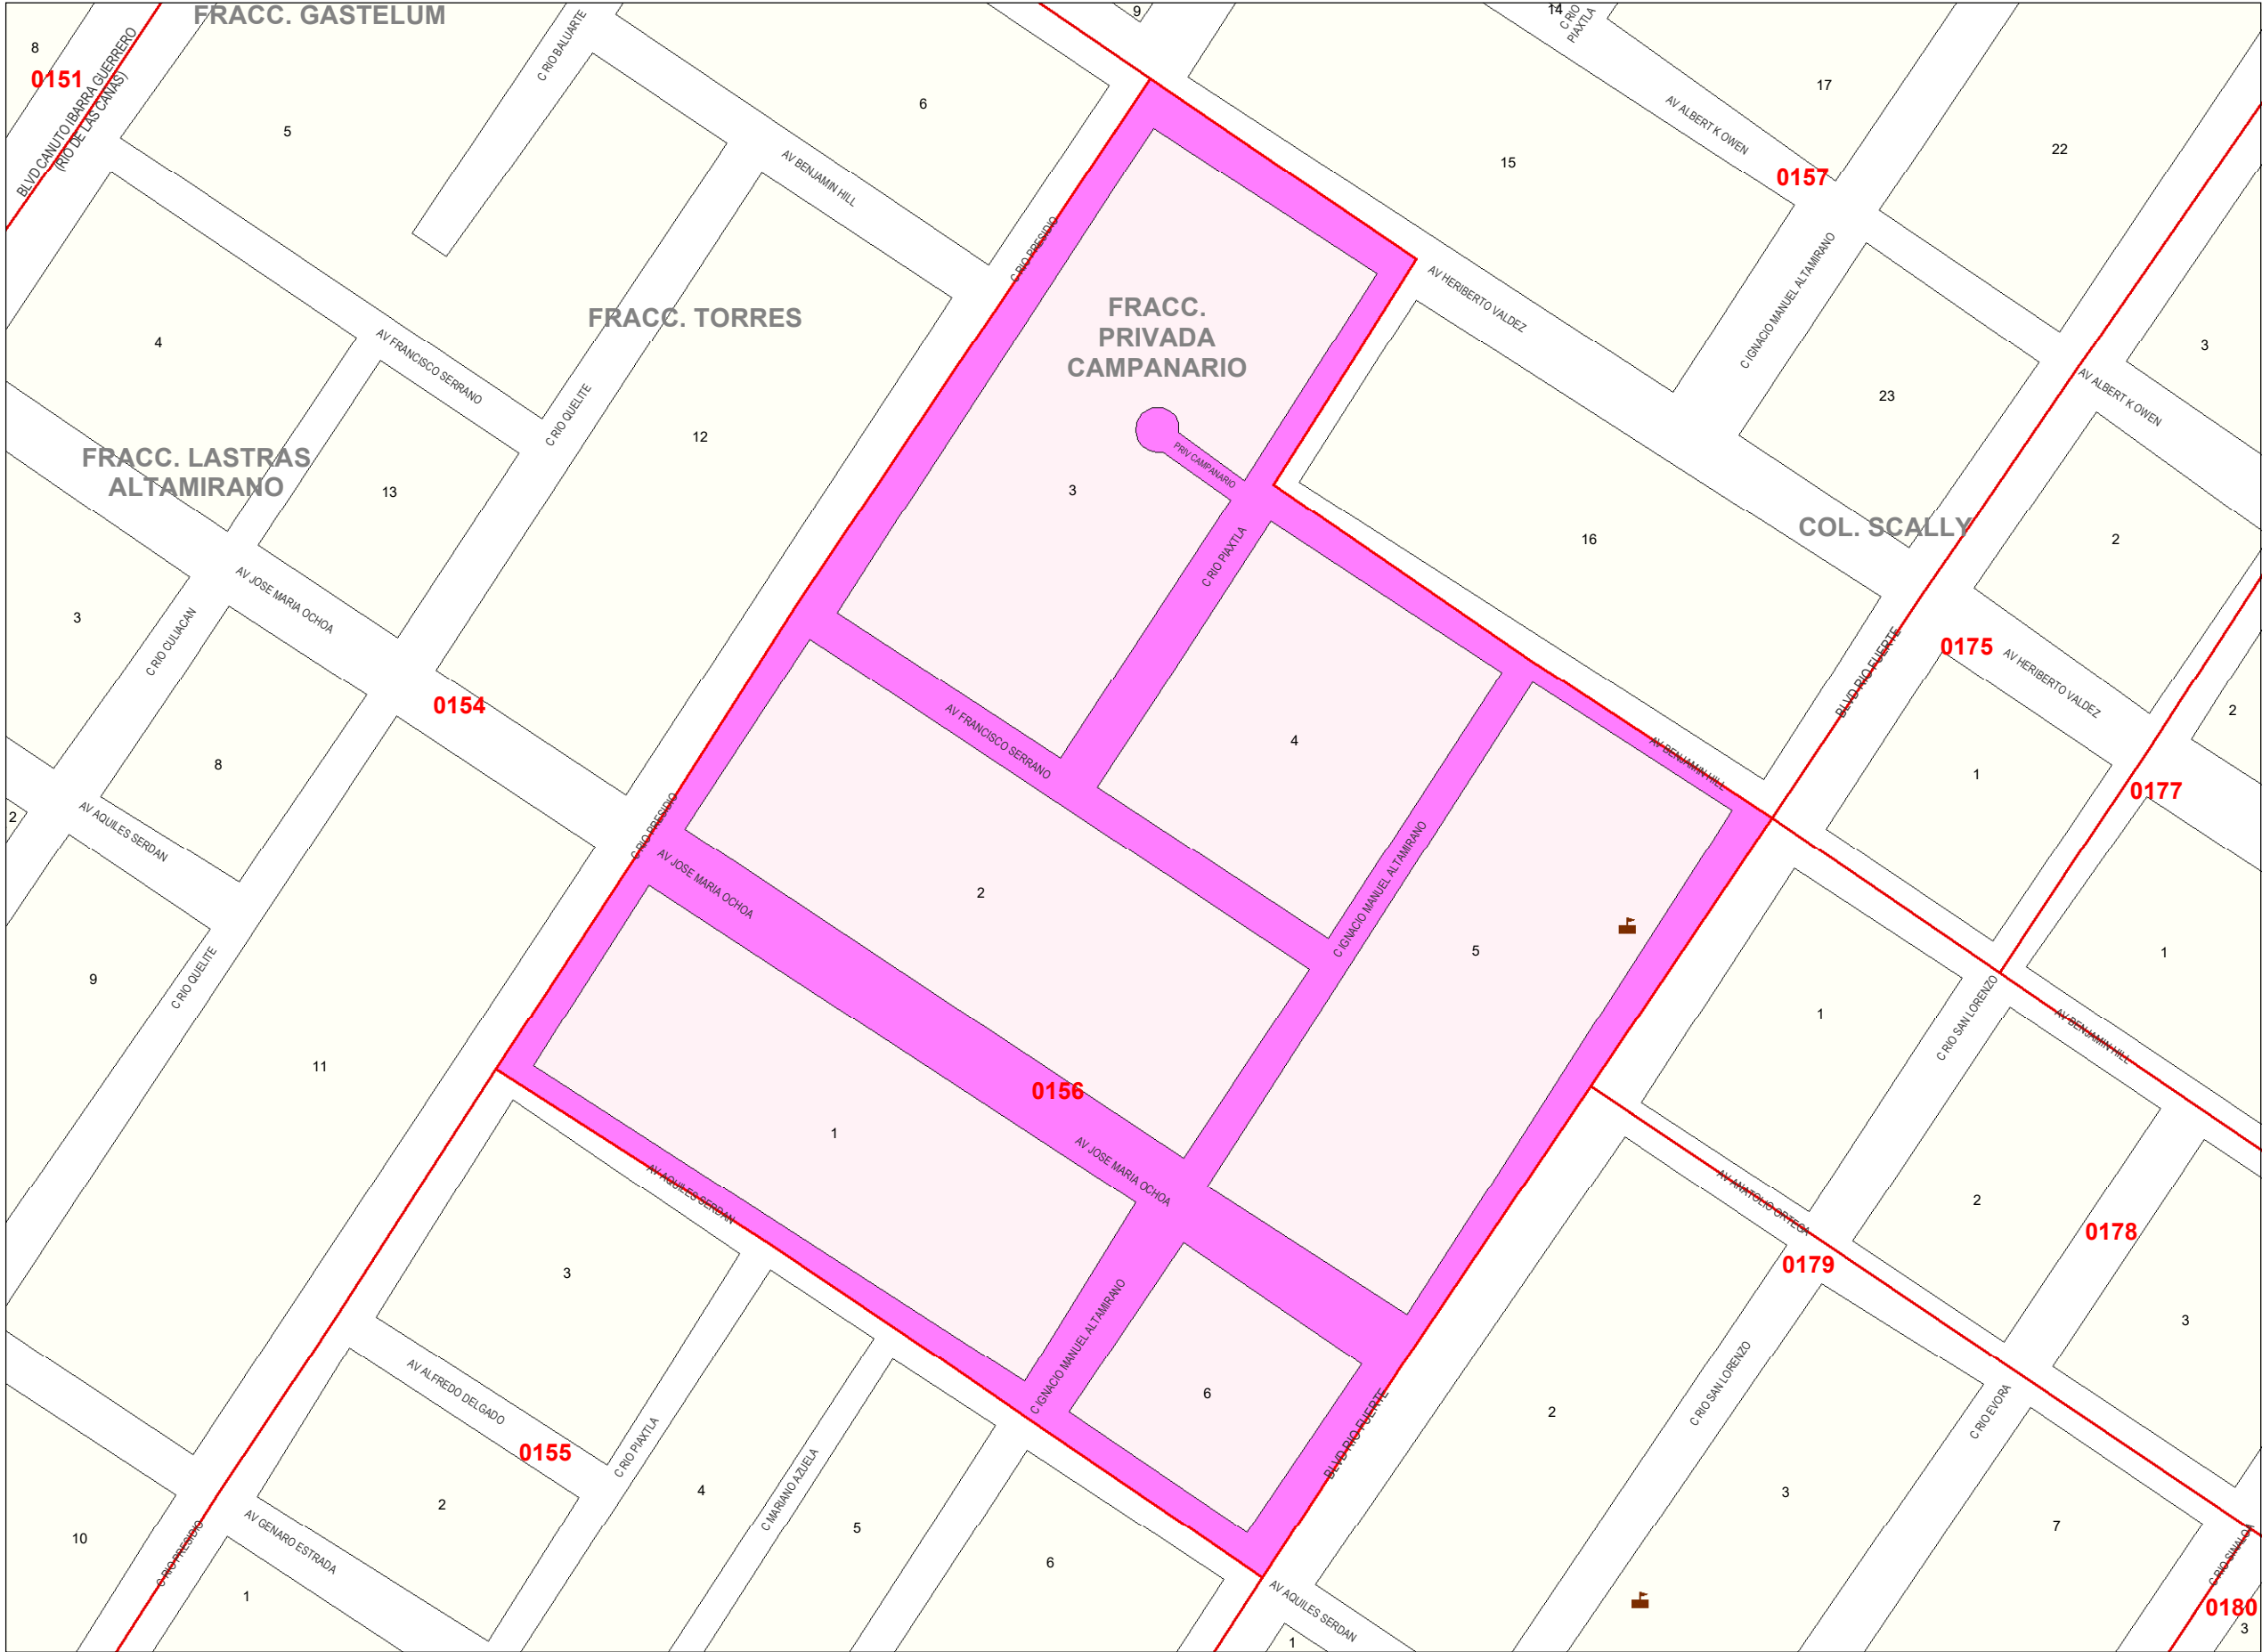 FRACC. GASTELUM
9
14
C RIO
PIAXTLA
8
0151
BLVD CANUTO IBARRA GUERRERO
(RIO DE LAS CAÑAS)
C RIO BALUARTE
5
6
17
AV ALBERT K OWEN
22
0157
15
AV BENJAMIN HILL
C RIO PRESIDIO
C IGNACIO MANUEL ALTAMIRANO
AV HERIBERTO VALDEZ
FRACC. TORRES
FRACC.
PRIVADA
CAMPANARIO
4
AV FRANCISCO SERRANO
C RIO QUELITE
3
AV ALBERT K OWEN
23
12
FRACC. LASTRAS
ALTAMIRANO
13
PRIV CAMPANARIO
3
COL. SCALLY
2
16
C RIO PIAXTLA
AV JOSE MARIA OCHOA
3
C RIO CULIACAN
BLVD RIO FUERTE
0175
AV HERIBERTO VALDEZ
0154
2
AV FRANCISCO SERRANO
4
AV BENJAMIN HILL
8
1
0177
2
AV AQUILES SERDAN
C RIO PRESIDIO
AV JOSE MARIA OCHOA
2
C IGNACIO MANUEL ALTAMIRANO
5
1
9
C RIO QUELITE
1
C RIO SAN LORENZO
AV BENJAMIN HILL
11
0156
1
AV JOSE MARIA OCHOA
AV AQUILES SERDAN
AV ANATOLIO ORTEGA
2
0178
0179
3
C IGNACIO MANUEL ALTAMIRANO
3
AV ALFREDO DELGADO
6
BLVD RIO FUERTE
2
C RIO SAN LORENZO
C RIO EVORA
0155
C RIO PIAXTLA
4
C MARIANO AZUELA
3
2
5
7
10
C RIO PRESIDIO
AV GENARO ESTRADA
6
C RIO SINALOA
1
AV AQUILES SERDAN
0180
1
3